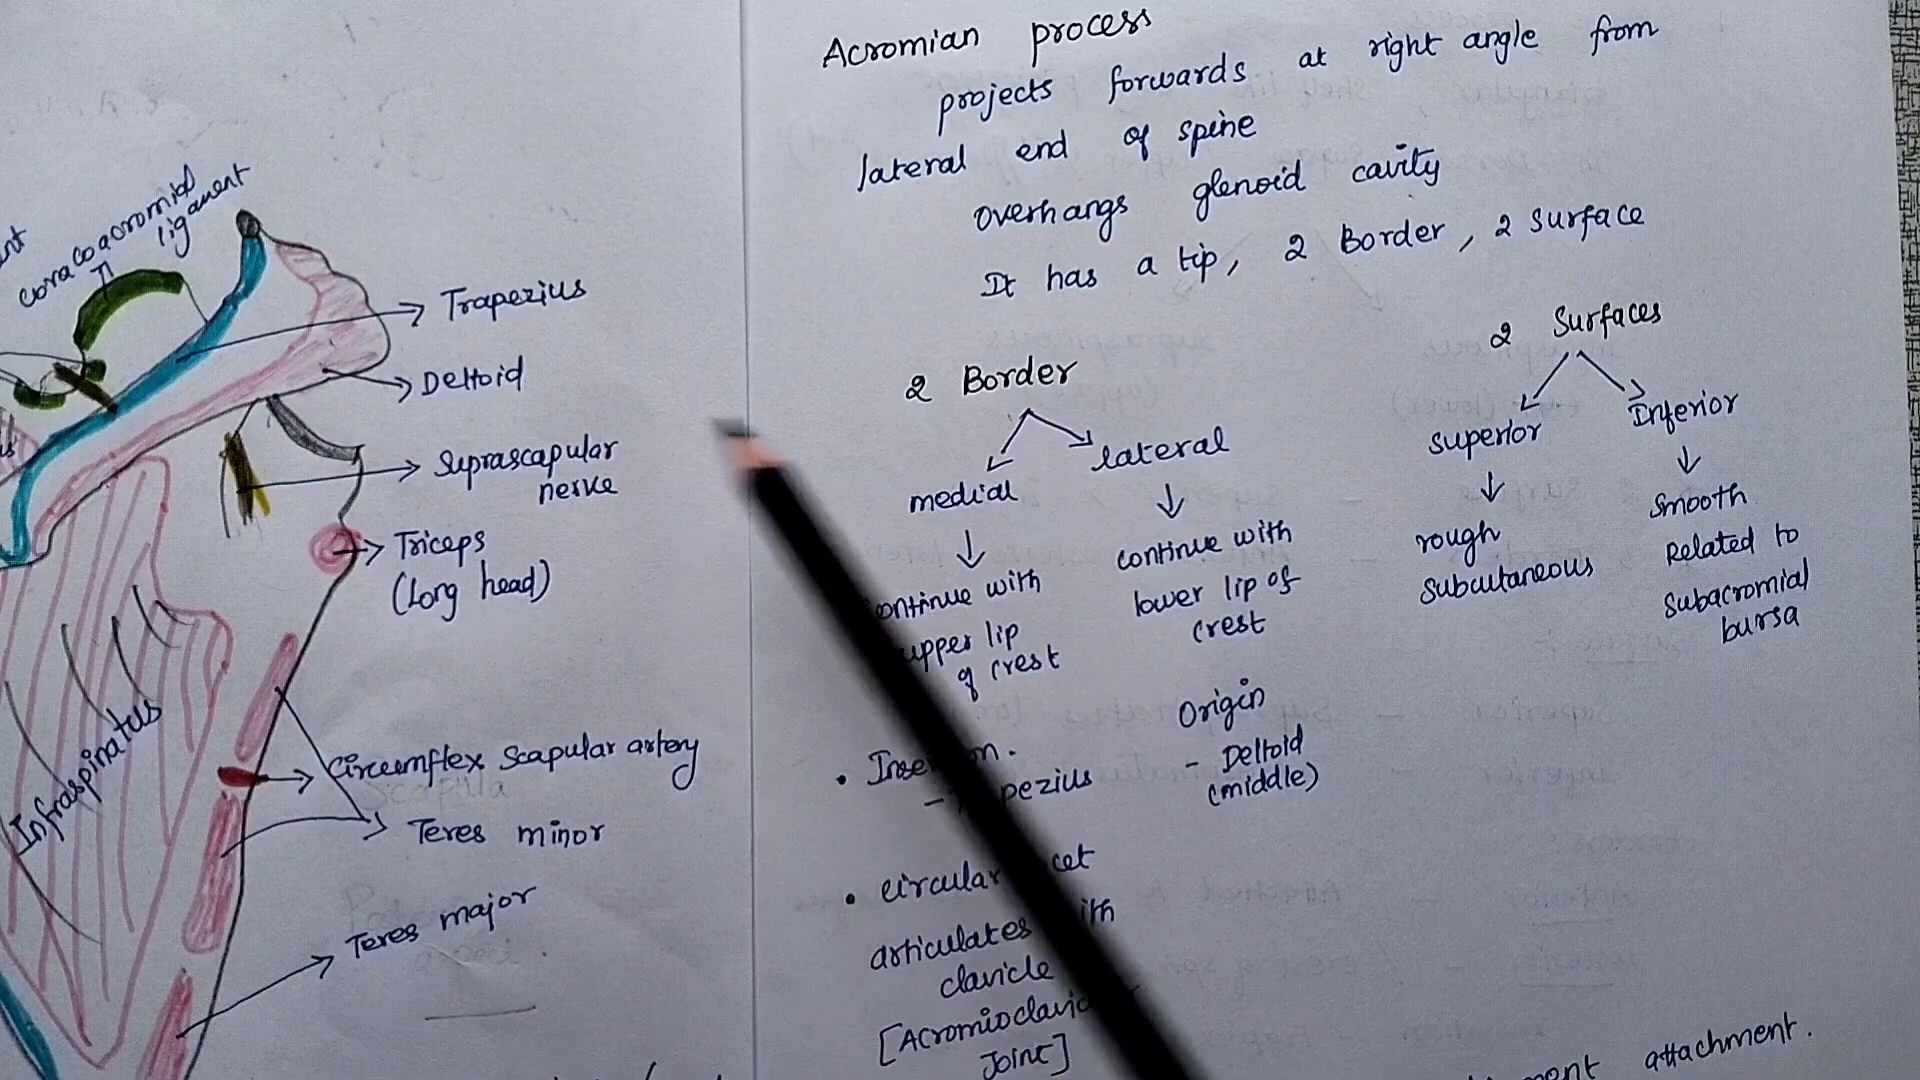 coracoacromial
ligament
Trapezius
Deltoid
Suprascapular
nerve
Triceps
(long head)
Infraspinatus
Circumflex Scapular artery
Teres minor
Teres major
Acromian process
projects forwards at right angle from
lateral end of spine
overhangs glenoid cavity
It has a tip, 2 Border, 2 surface
2 Border
medial
continue with
upper lip
of crest
• Insertion.
- Trapezius
• circular
articulates with
clavicle
[Acromioclavic
Joint]
lateral
continue with
lower lip of
crest
Origin
- Deltoid
(middle)
2 Surfaces
superior
rough
subcutaneous
Inferior
smooth
Related to
subacromial
bursa
attachment.